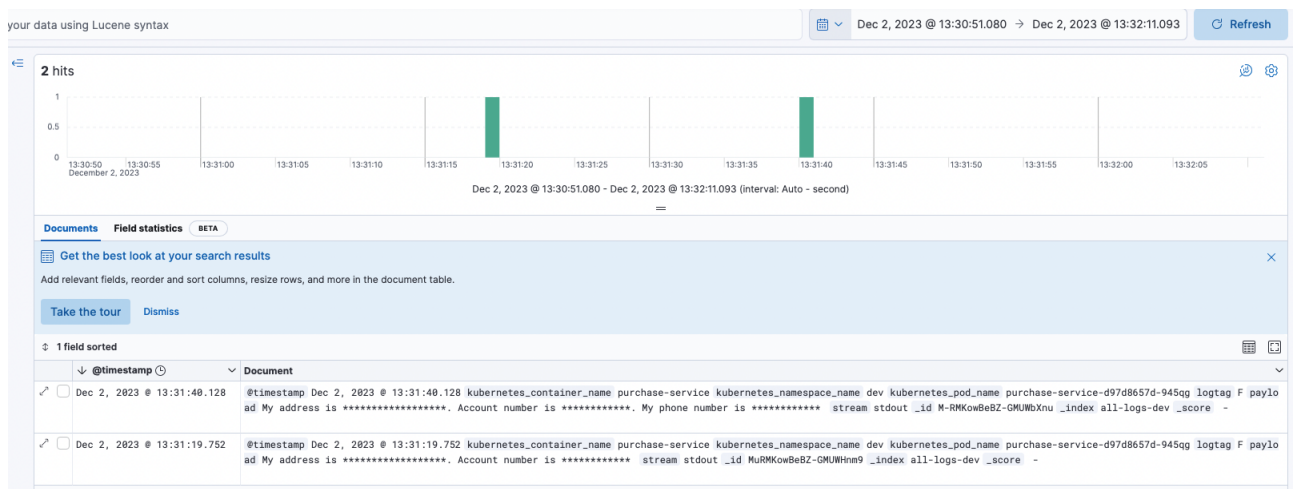 your data using Lucene syntax
Dec 2, 2023 @ 13:30:51.080 → Dec 2, 2023 @ 13:32:11.093
Refresh
2 hits
1
0.5
0
13:30:50 13:30:55 13:31:00 13:31:05 13:31:10 13:31:15 13:31:20 13:31:25 13:31:30 13:31:35 13:31:40 13:31:45 13:31:50 13:31:55 13:32:00 13:32:05
December 2, 2023
Dec 2, 2023 @ 13:30:51.080 - Dec 2, 2023 @ 13:32:11.093 (interval: Auto - second)
Documents Field statistics BETA
Get the best look at your search results
Add relevant fields, reorder and sort columns, resize rows, and more in the document table.
Take the tour Dismiss
1 field sorted
@timestamp Document
Dec 2, 2023 @ 13:31:40.128 @timestamp Dec 2, 2023 @ 13:31:40.128 kubernetes_container_name purchase-service kubernetes_namespace_name dev kubernetes_pod_name purchase-service-d97d8657d-945qg logtag F paylo
ad My address is ******************. Account number is ************. My phone number is ************ stream stdout _id M-RMKowBeBZ-GMUWbXnu _index all-logs-dev _score -
Dec 2, 2023 @ 13:31:19.752 @timestamp Dec 2, 2023 @ 13:31:19.752 kubernetes_container_name purchase-service kubernetes_namespace_name dev kubernetes_pod_name purchase-service-d97d8657d-945qg logtag F paylo
ad My address is ******************. Account number is ************ stream stdout _id MuRMKowBeBZ-GMUWHnm9 _index all-logs-dev _score -